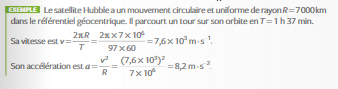 EXEMPLE Le satellite Hubble a un mouvement circulaire et uniforme de rayon R = 7000 km
dans le référentiel géocentrique. Il parcourt un tour sur son orbite en T = 1 h 37 min.
Sa vitesse est v = 2πR / T = 2π x 7 x 10⁶ / 97 x 60 = 7,6 x 10³ m·s⁻¹.
Son accélération est a = v² / R = (7,6 x 10³)² / 7 x 10⁶ = 8,2 m·s⁻².